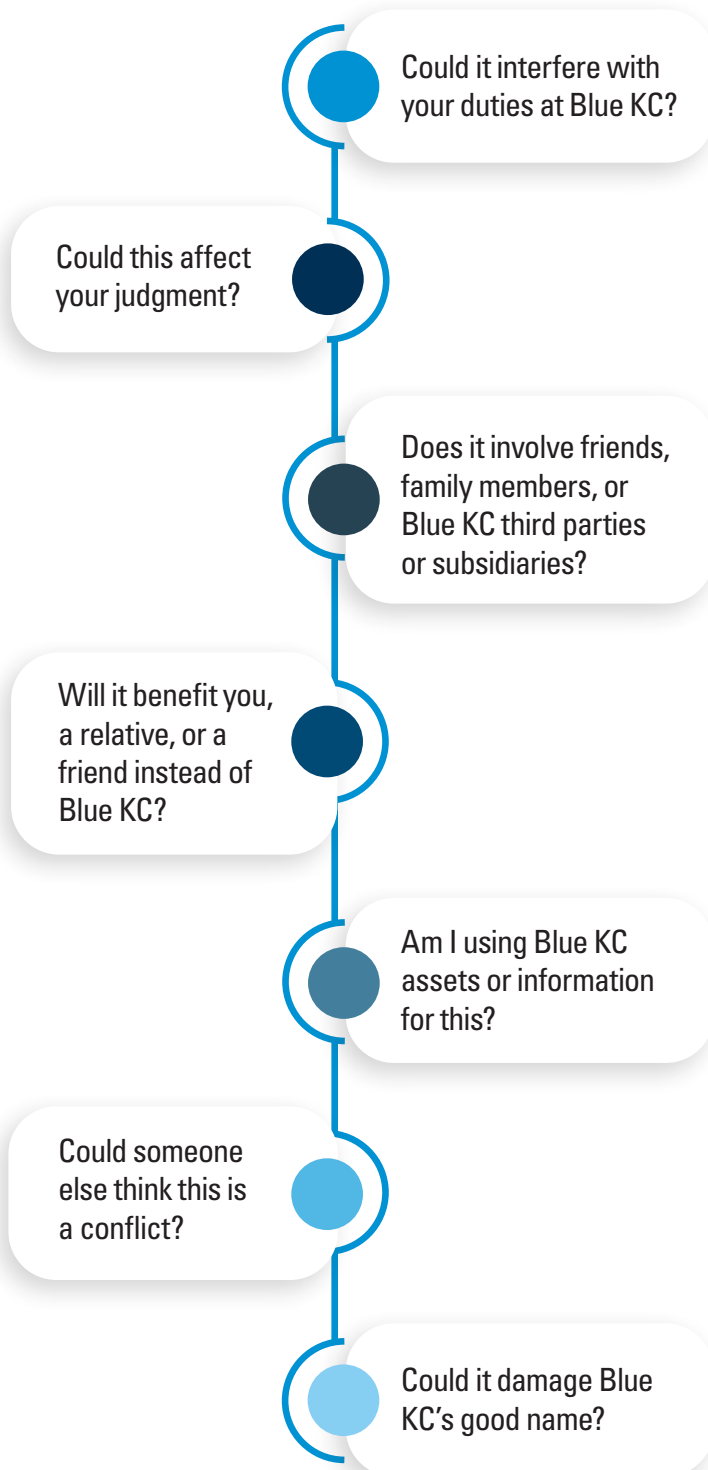 Could it interfere with
your duties at Blue KC?
Could this affect
your judgment?
Does it involve friends,
family members, or
Blue KC third parties
or subsidiaries?
Will it benefit you,
a relative, or a
friend instead of
Blue KC?
Am I using Blue KC
assets or information
for this?
Could someone
else think this is
a conflict?
Could it damage Blue
KC’s good name?